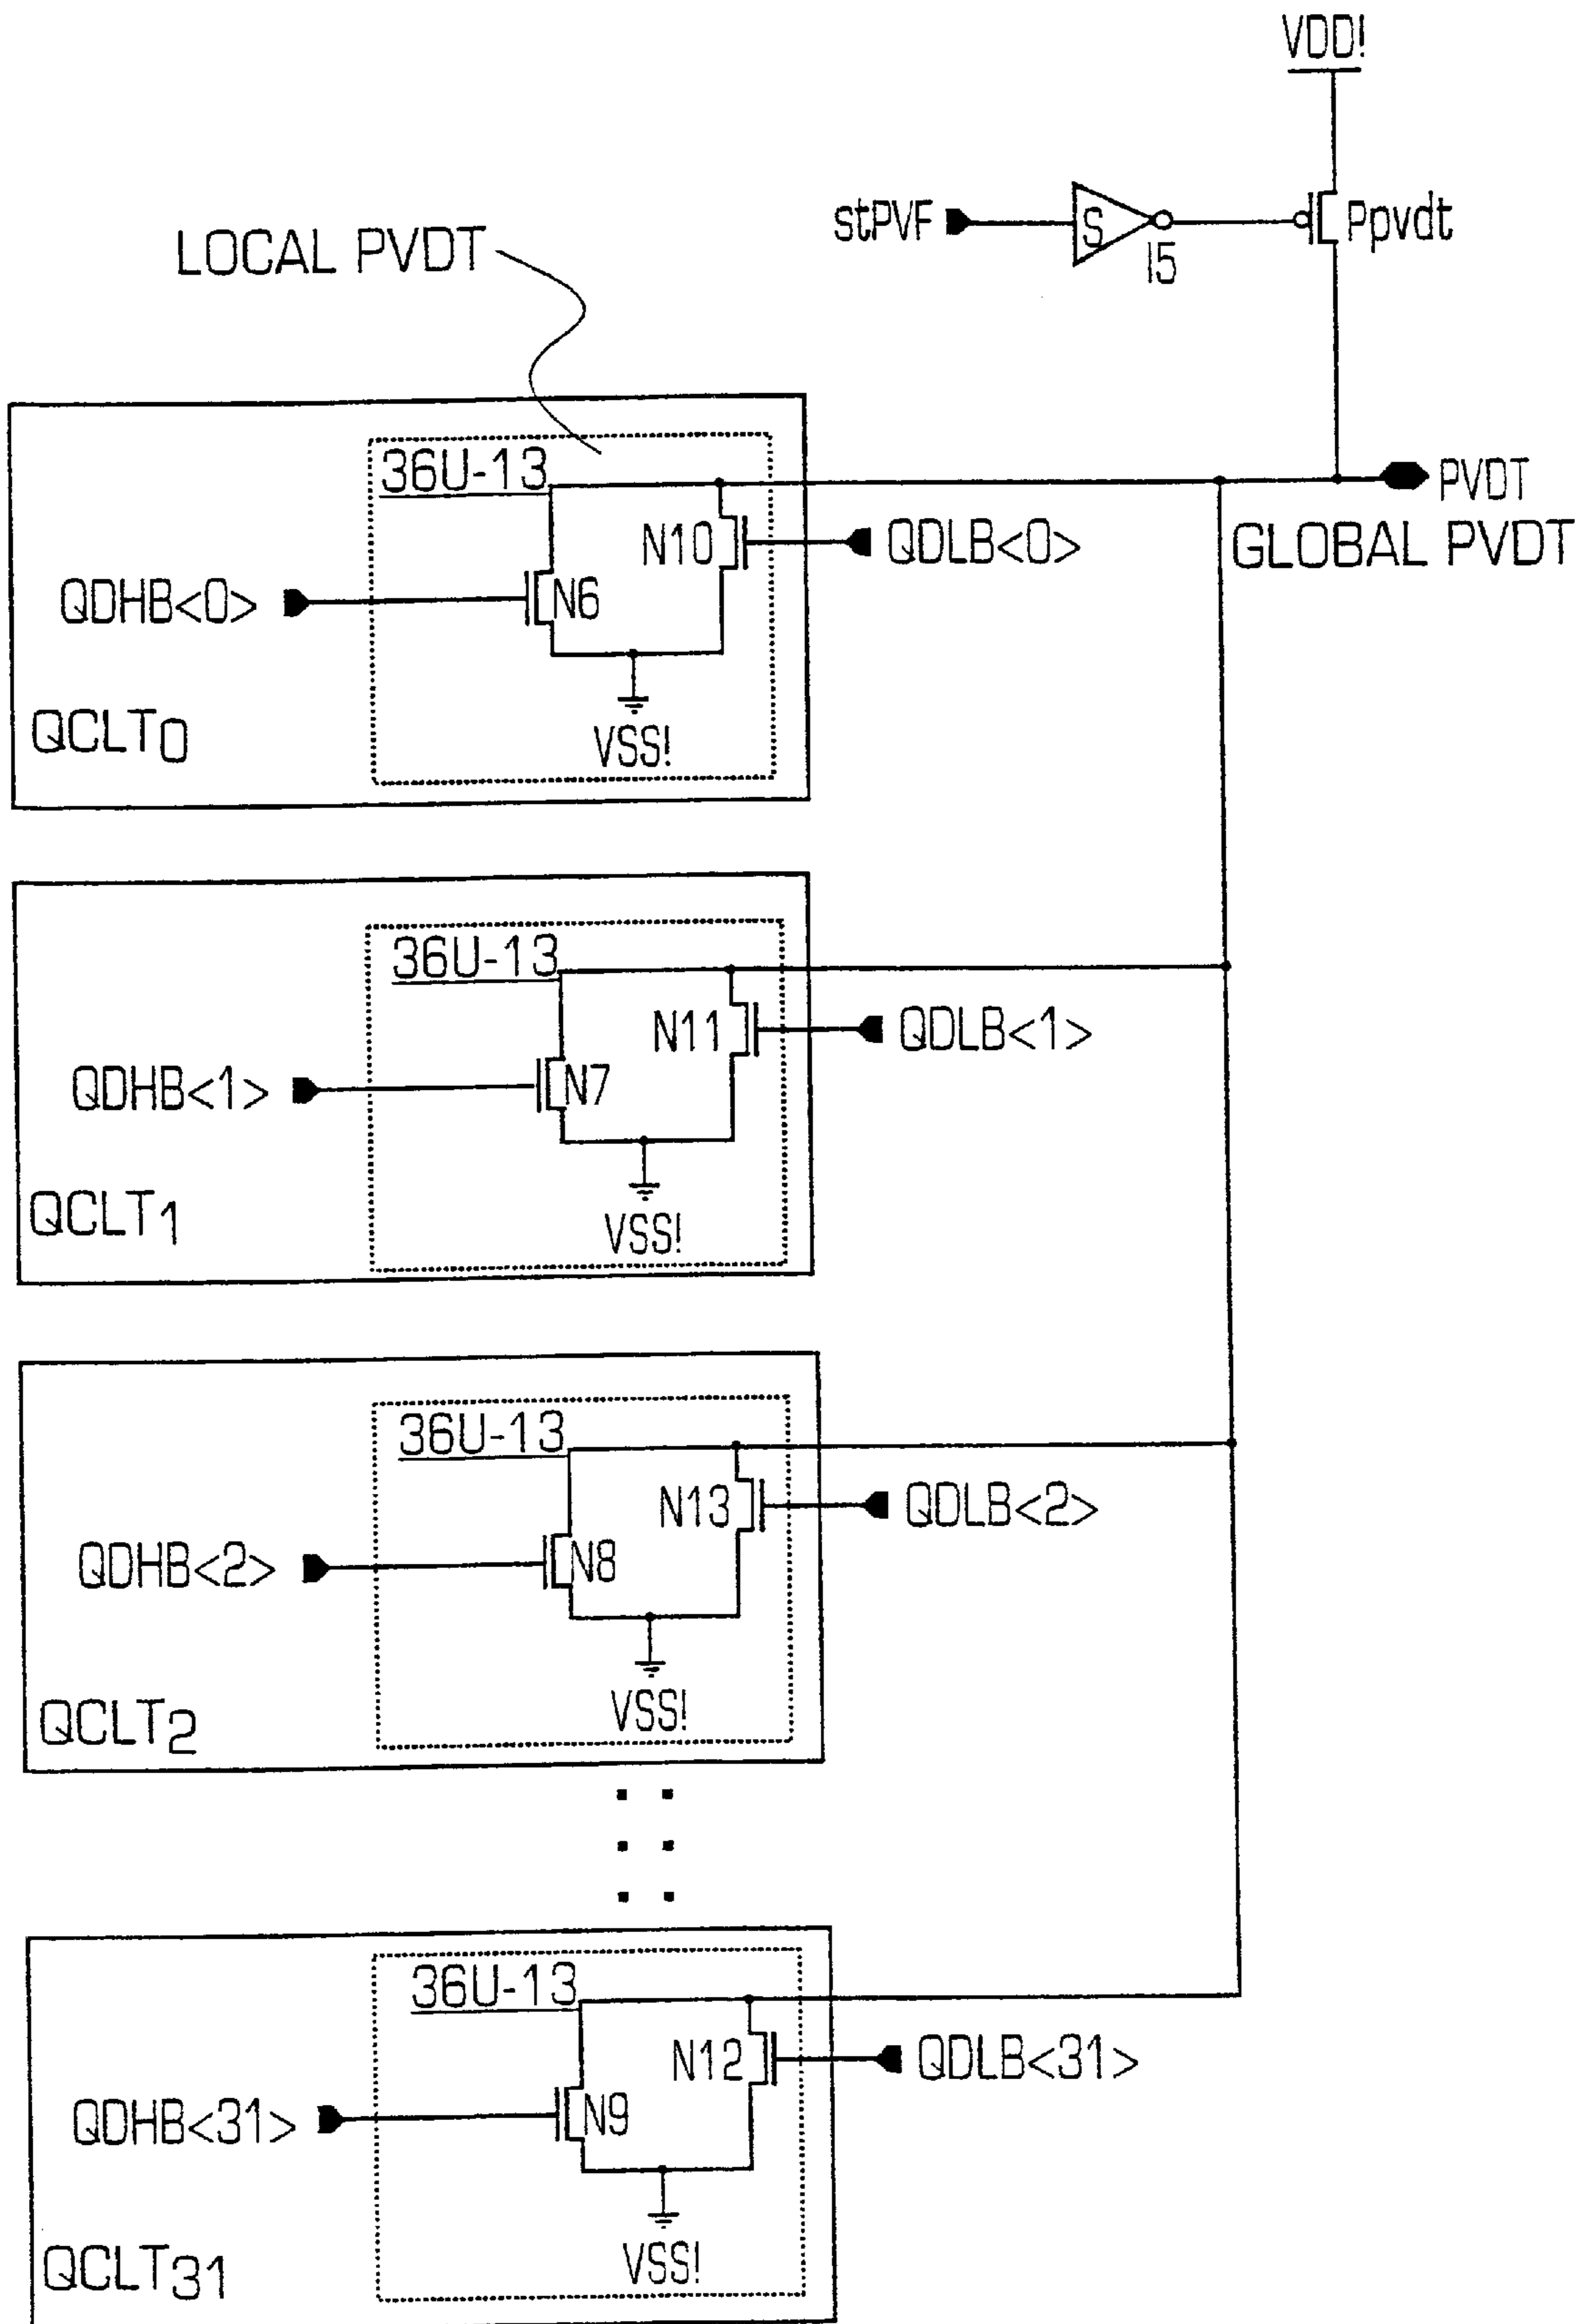 VDD!
stPVF
S
I5
Ppvdt
LOCAL PVDT
36U-13
PVDT
GLOBAL PVDT
N10
QDLB<0>
QDHB<0>
N6
VSS!
QCLT0
36U-13
N11
QDLB<1>
QDHB<1>
N7
VSS!
QCLT1
36U-13
N13
QDLB<2>
QDHB<2>
N8
VSS!
QCLT2
36U-13
N12
QDLB<31>
QDHB<31>
N9
VSS!
QCLT31